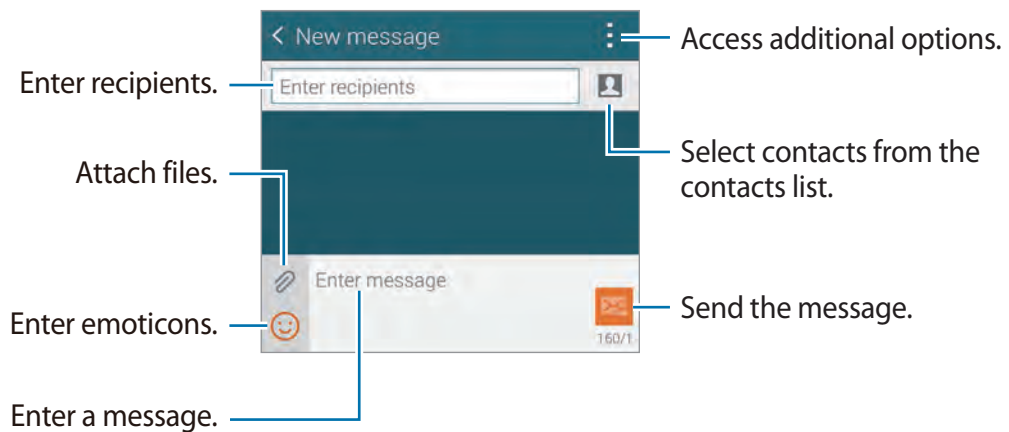 New message
Access additional options.
Enter recipients.
Enter recipients
Select contacts from the
contacts list.
Attach files.
Enter message
Send the message.
Enter emoticons.
160/1
Enter a message.